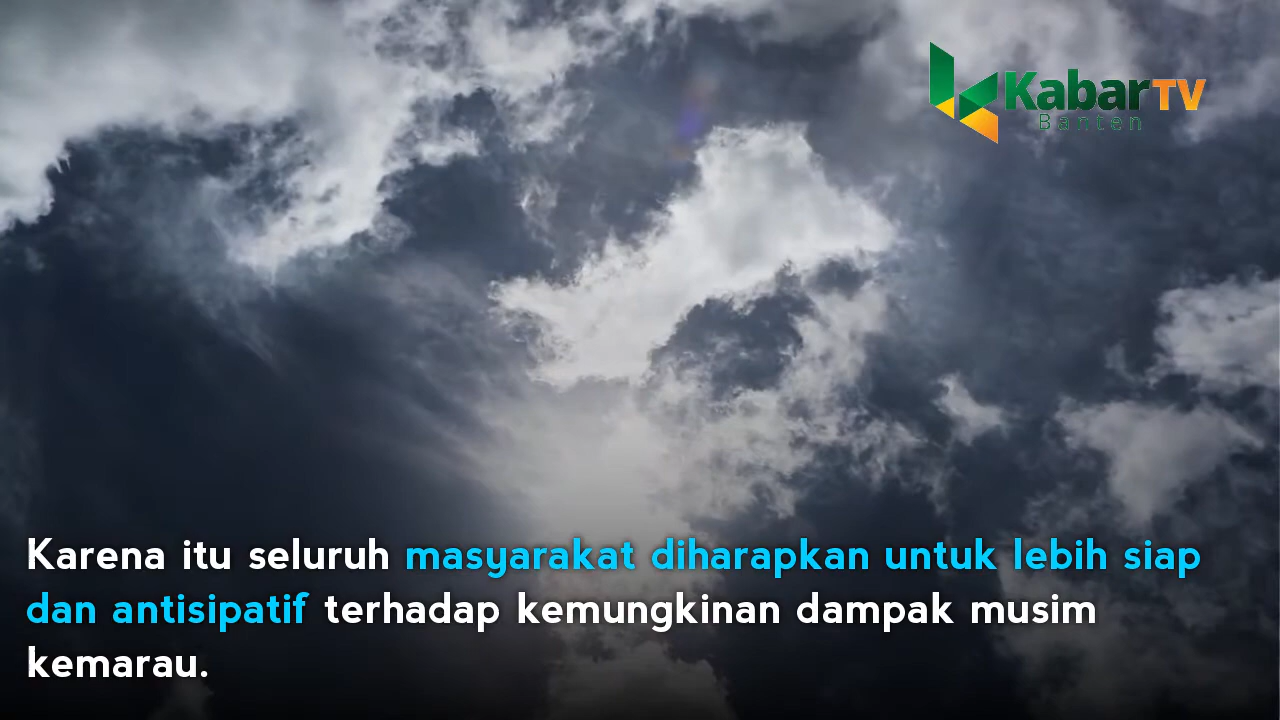 KabarTV
Banten
Karena itu seluruh masyarakat diharapkan untuk lebih siap
dan antisipatif terhadap kemungkinan dampak musim
kemarau.